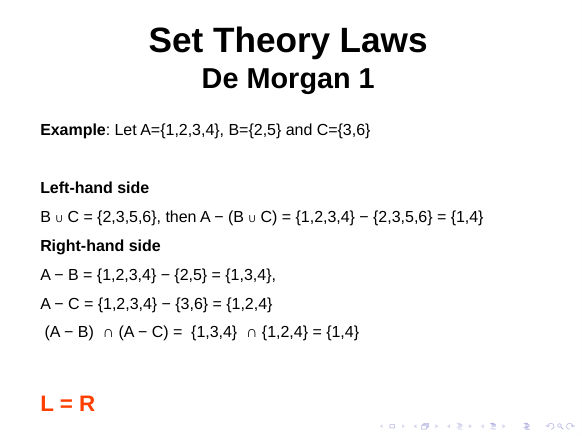 Set Theory Laws
De Morgan 1
Example: Let A={1,2,3,4}, B={2,5} and C={3,6}
Left-hand side
B ∪ C = {2,3,5,6}, then A − (B ∪ C) = {1,2,3,4} − {2,3,5,6} = {1,4}
Right-hand side
A − B = {1,2,3,4} − {2,5} = {1,3,4},
A − C = {1,2,3,4} − {3,6} = {1,2,4}
(A − B) ∩ (A − C) = {1,3,4} ∩ {1,2,4} = {1,4}
L = R